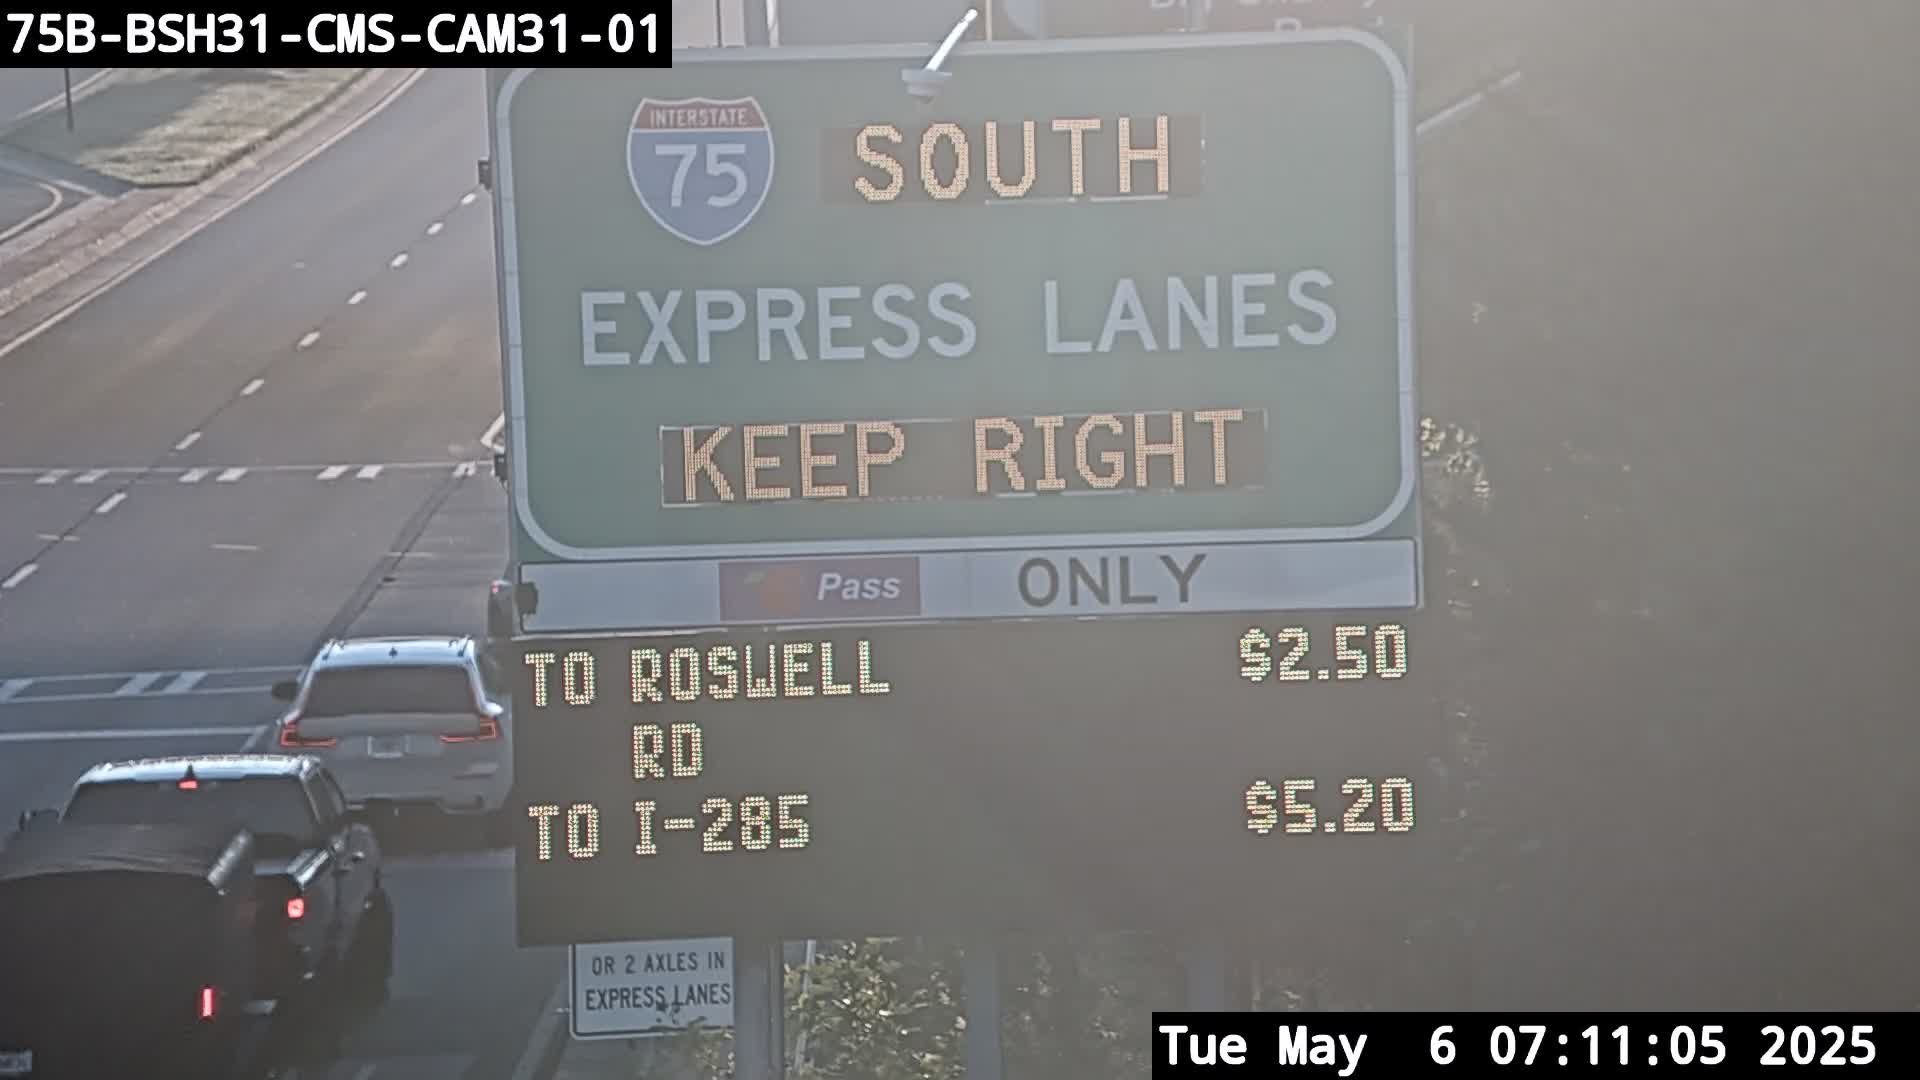 75B-BSH31-CMS-CAM31-01
INTERSTATE
75
SOUTH
EXPRESS LANES
KEEP RIGHT
Pass ONLY
TO ROSWELL $2.50
RD
TO I-285 $5.20
OR 2 AXLES IN
EXPRESS LANES
Tue May 6 07:11:05 2025